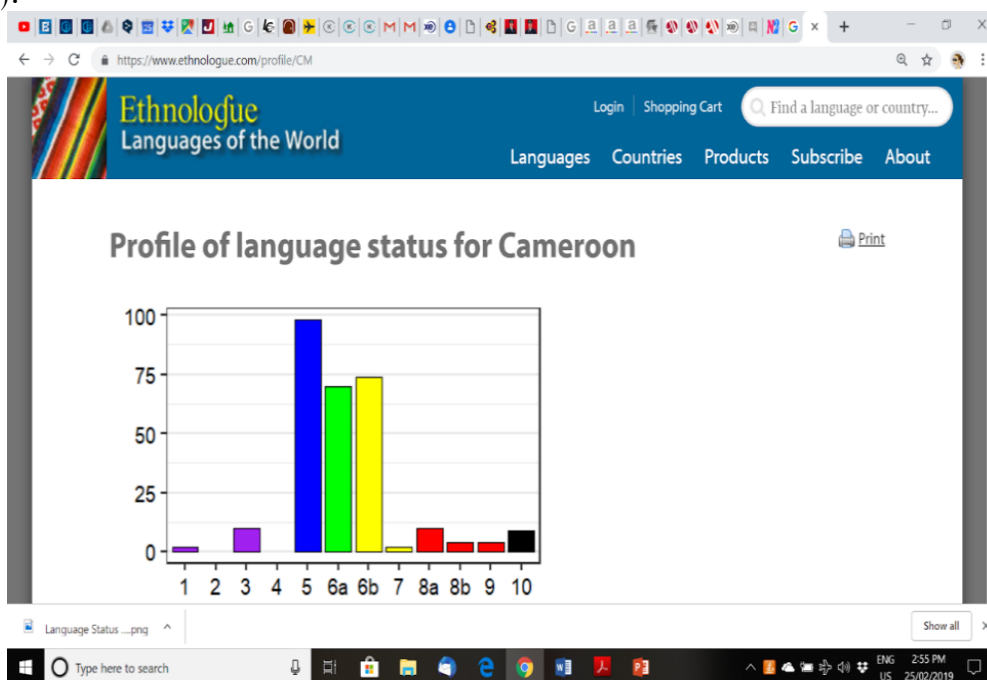 ).
https://www.ethnologue.com/profile/CM
Ethnologue
Languages of the World
Login Shopping Cart Find a language or country...
Languages Countries Products Subscribe About
Profile of language status for Cameroon
Print
100
75
50
25
0
1 2 3 4 5 6a 6b 7 8a 8b 9 10
Language Status ....png
Show all
Type here to search
ENG 2:55 PM
US 25/02/2019